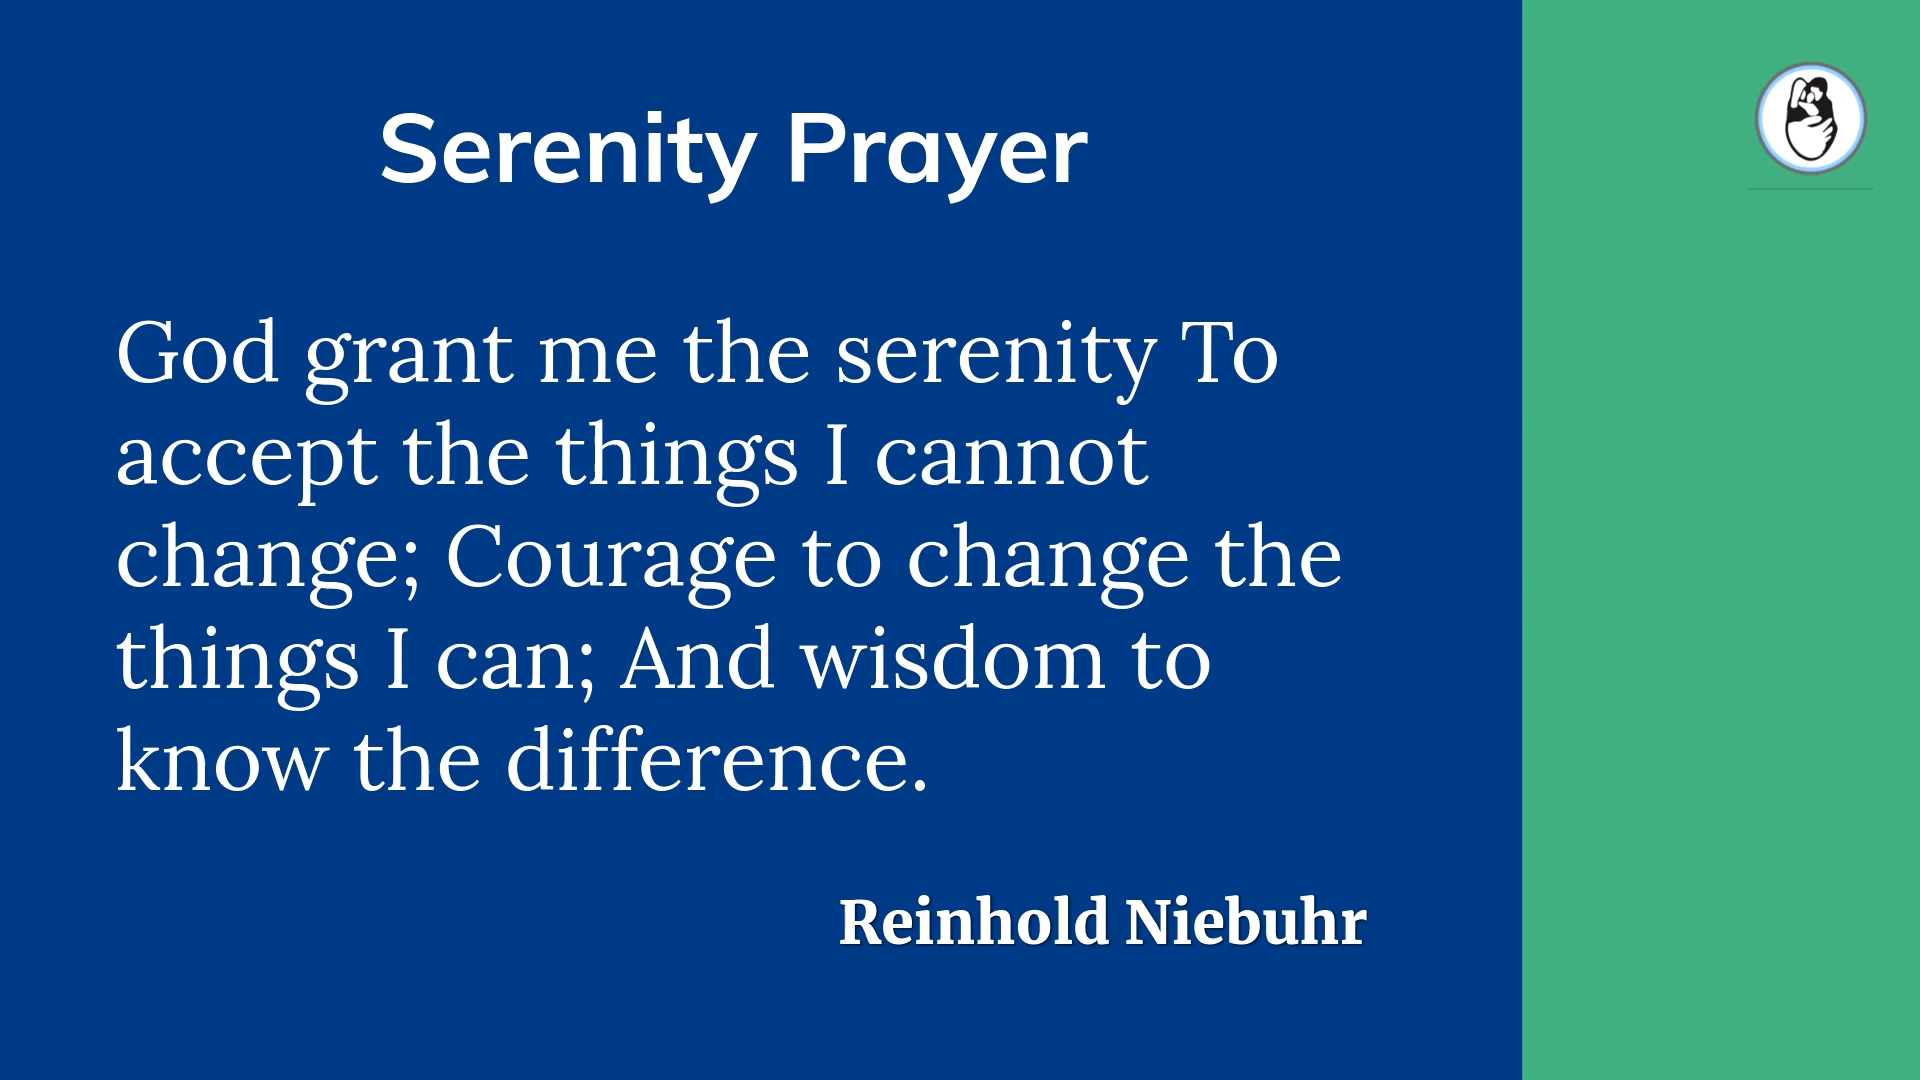 Serenity Prayer
God grant me the serenity To
accept the things I cannot
change; Courage to change the
things I can; And wisdom to
know the difference.
Reinhold Niebuhr